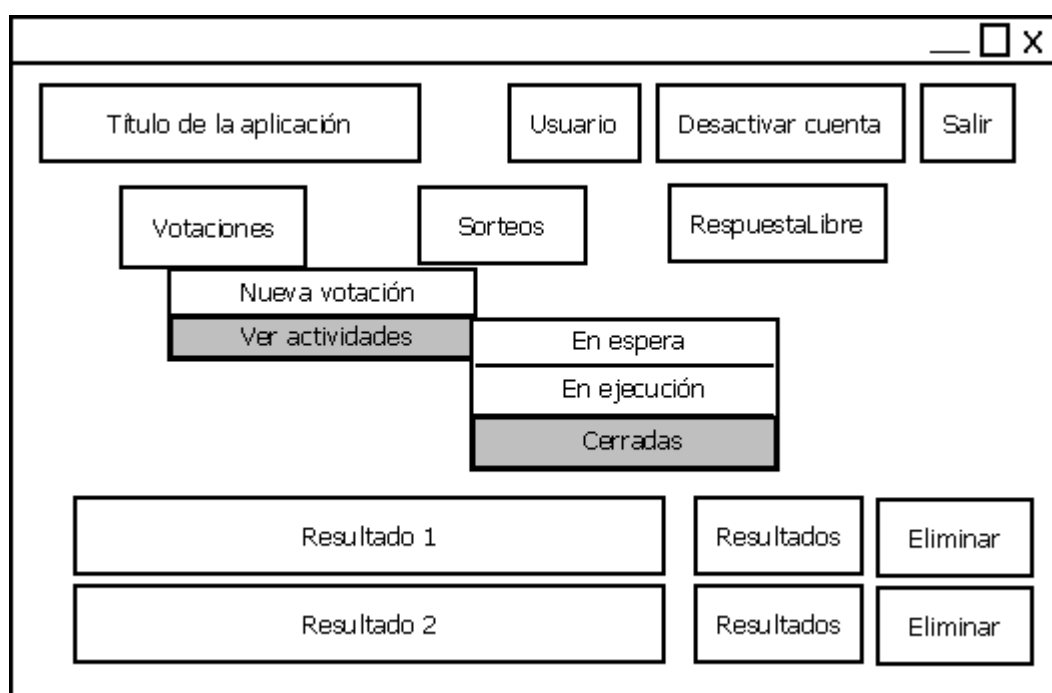 X
Título de la aplicación
Usuario
Desactivar cuenta
Salir
Votaciones
Sorteos
RespuestaLibre
Nueva votación
Ver actividades
En espera
En ejecución
Cerradas
Resultado 1
Resultados
Eliminar
Resultado 2
Resultados
Eliminar